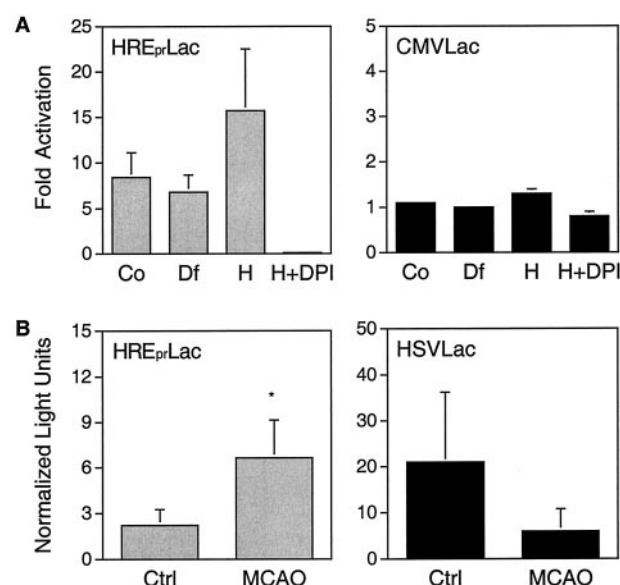 A
HREprLac
CMVLac
Fold Activation
25
20
15
10
5
0
5
4
3
2
1
0
Co Df H H+DPI
Co Df H H+DPI
B
HREprLac
HSVLac
Normalized Light Units
15
12
9
6
3
0
50
40
30
20
10
0
*
Ctrl MCAO
Ctrl MCAO